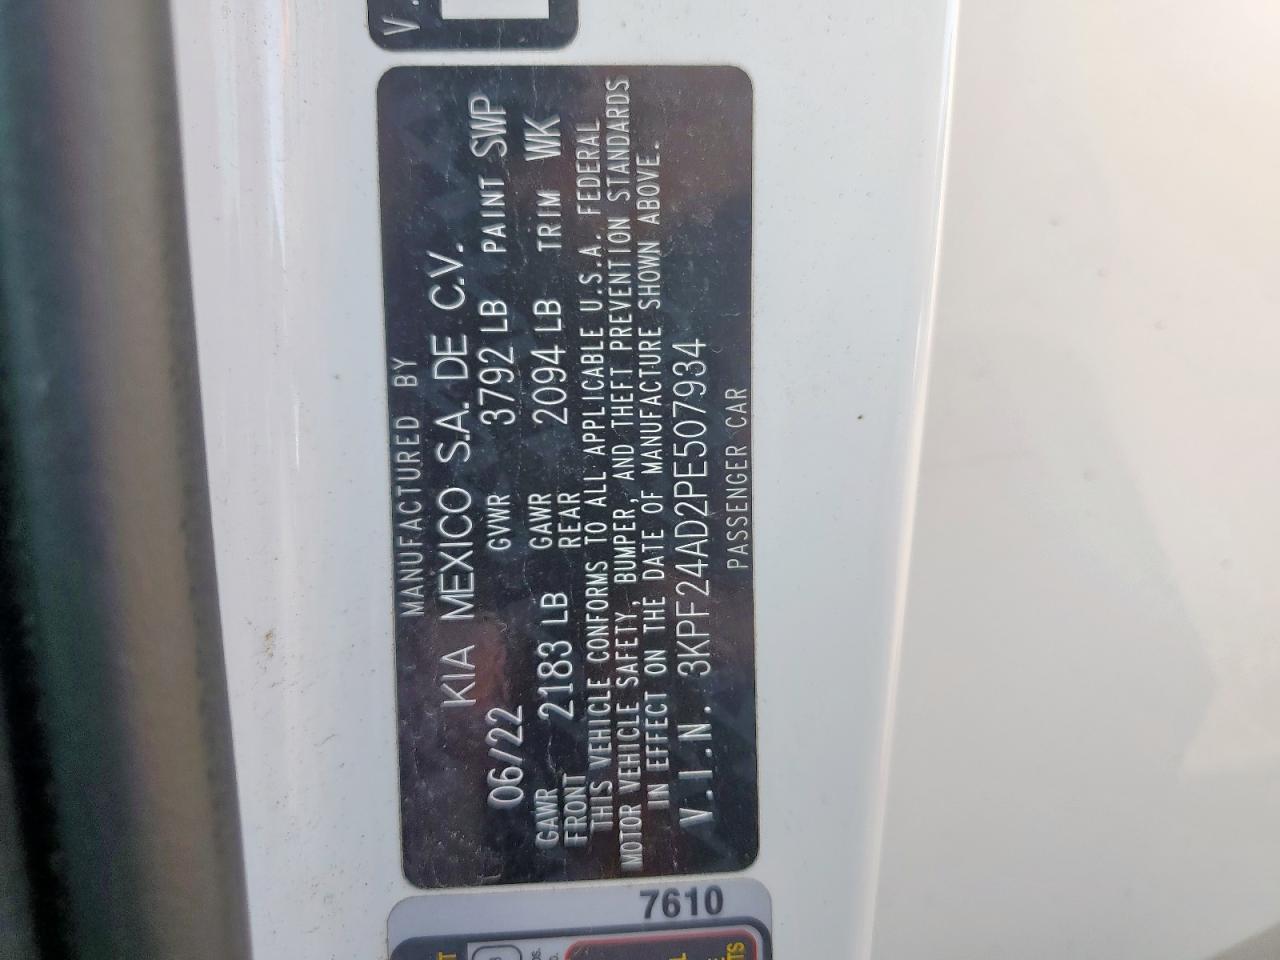 V.
MANUFACTURED BY
KIA MEXICO S.A. DE C.V.
06/22 GVWR 3792 LB PAINT SWP
GAWR FRONT 2183 LB GAWR REAR 2094 LB TRIM WK
THIS VEHICLE CONFORMS TO ALL APPLICABLE U.S.A. FEDERAL
MOTOR VEHICLE SAFETY, BUMPER, AND THEFT PREVENTION STANDARDS
IN EFFECT ON THE DATE OF MANUFACTURE SHOWN ABOVE.
V.I.N. 3KPF24AD2PE507934
PASSENGER CAR
7610